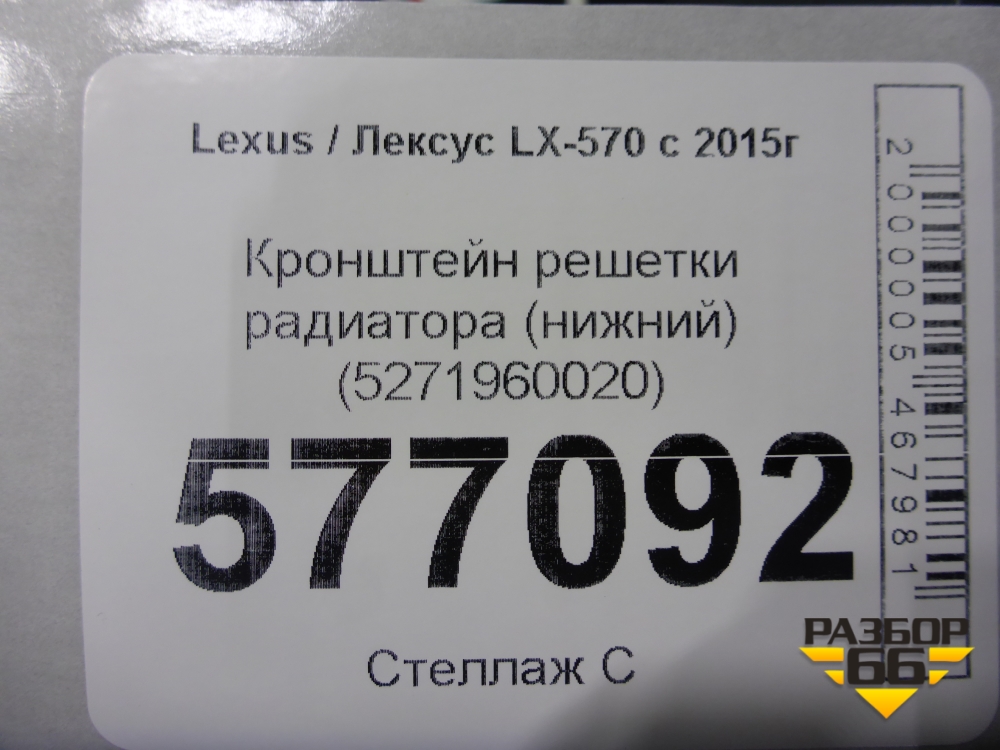 Lexus / Лексус LX-570 с 2015г
Кронштейн решетки
радиатора (нижний)
(5271960020)
577092
Стеллаж С
2000005467981
РАЗБОР
66